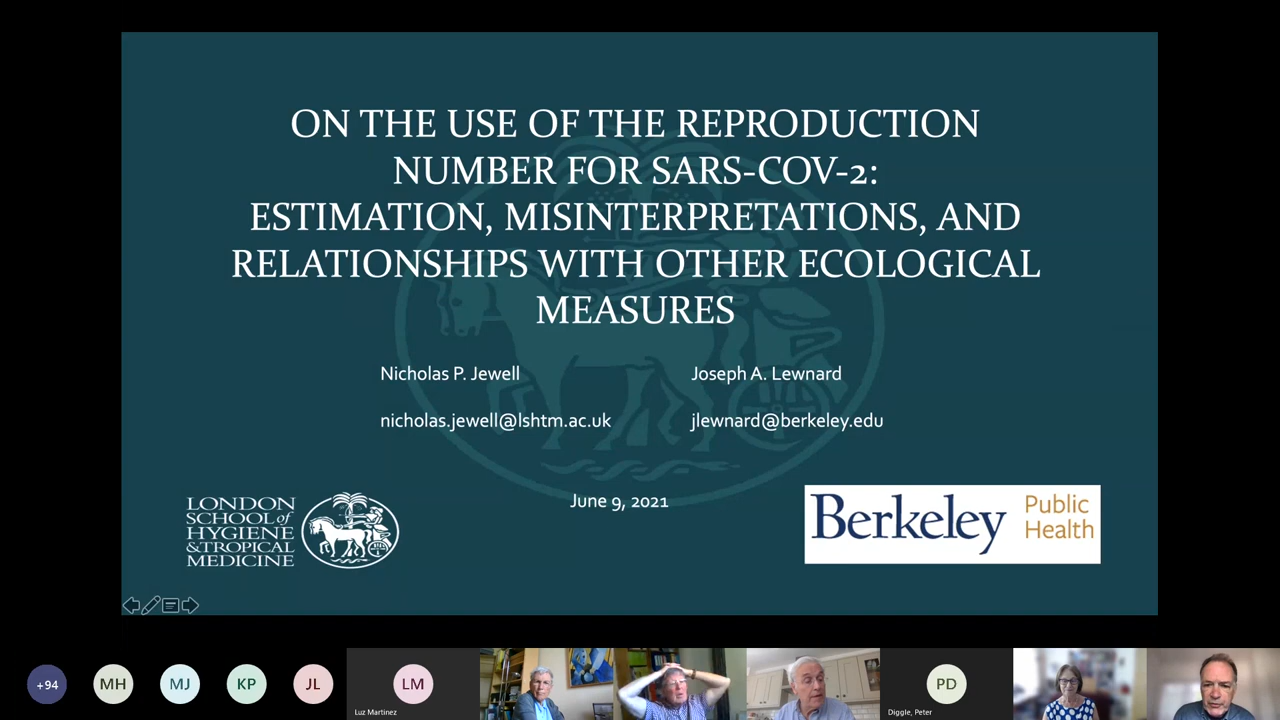 ON THE USE OF THE REPRODUCTION
NUMBER FOR SARS-COV-2:
ESTIMATION, MISINTERPRETATIONS, AND
RELATIONSHIPS WITH OTHER ECOLOGICAL
MEASURES
Nicholas P. Jewell
Joseph A. Lewnard
nicholas.jewell@lshtm.ac.uk
jlewnard@berkeley.edu
June 9, 2021
LONDON
SCHOOL of
HYGIENE
& TROPICAL
MEDICINE
Berkeley
Public
Health
+94
MH
MJ
KP
JL
LM
Luz Martinez
PD
Diggle, Peter